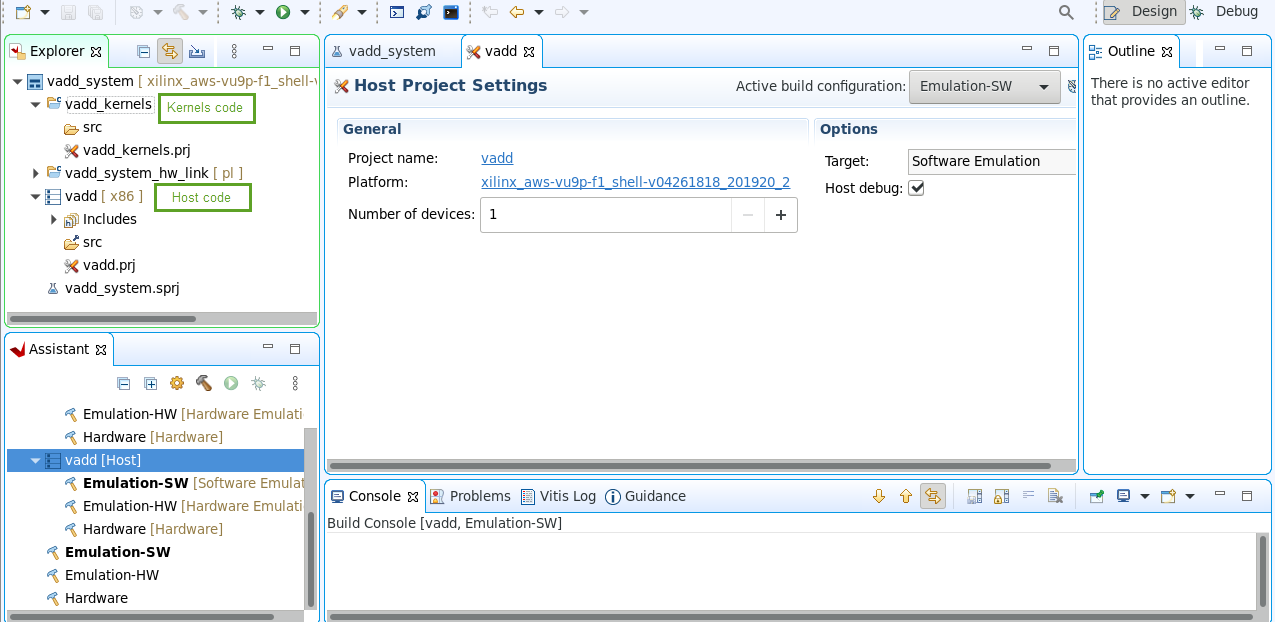 Design
Debug
Explorer
vadd_system [ xilinx_aws-vu9p-f1_shell-v
vadd_kernels
Kernels code
src
vadd_kernels.prj
vadd_system_hw_link [ pl ]
vadd [ x86 ]
Host code
Includes
src
vadd.prj
vadd_system.sprj
Assistant
Emulation-HW [Hardware Emulati
Hardware [Hardware]
vadd [Host]
Emulation-SW [Software Emulat
Emulation-HW [Hardware Emulati
Hardware [Hardware]
Emulation-SW
Emulation-HW
Hardware
vadd_system
vadd
Host Project Settings
Active build configuration:
Emulation-SW
General
Project name:
vadd
Platform:
xilinx_aws-vu9p-f1_shell-v04261818_201920_2
Number of devices:
1
Options
Target:
Software Emulation
Host debug:
Outline
There is no active editor
that provides an outline.
Console
Problems
Vitis Log
Guidance
Build Console [vadd, Emulation-SW]